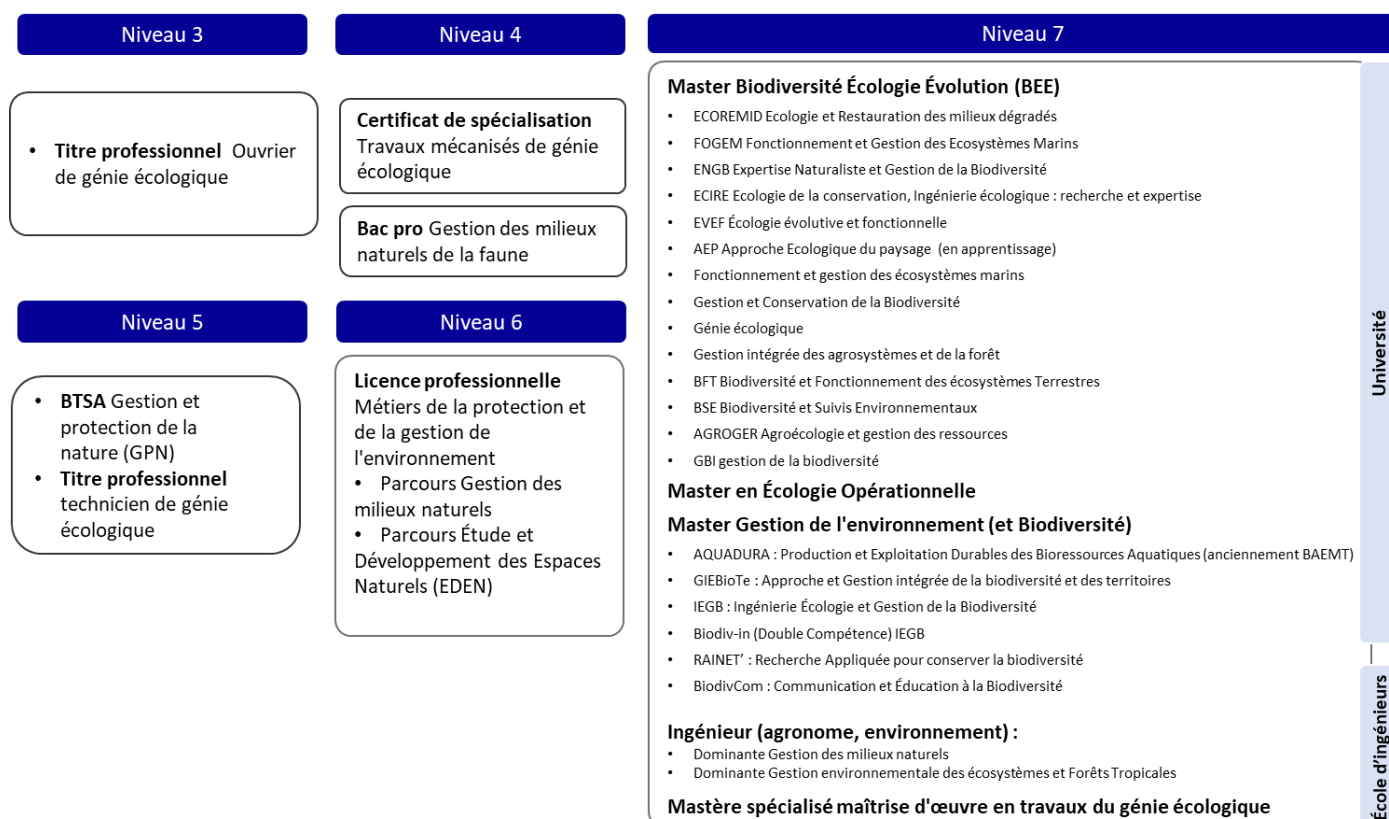 Niveau 3
• Titre professionnel Ouvrier
de génie écologique
Niveau 4
Certificat de spécialisation
Travaux mécanisés de génie
écologique
Bac pro Gestion des milieux
naturels de la faune
Niveau 5
• BTSA Gestion et
protection de la
nature (GPN)
• Titre professionnel
technicien de génie
écologique
Niveau 6
Licence professionnelle
Métiers de la protection et
de la gestion de
l'environnement
• Parcours Gestion des
milieux naturels
• Parcours Étude et
Développement des Espaces
Naturels (EDEN)
Niveau 7
Master Biodiversité Écologie Évolution (BEE)
• ECOREMID Ecologie et Restauration des milieux dégradés
• FOGEM Fonctionnement et Gestion des Ecosystèmes Marins
• ENGB Expertise Naturaliste et Gestion de la Biodiversité
• ECIRE Ecologie de la conservation, Ingénierie écologique : recherche et expertise
• EVEF Écologie évolutive et fonctionnelle
• AEP Approche Ecologique du paysage (en apprentissage)
• Fonctionnement et gestion des écosystèmes marins
• Gestion et Conservation de la Biodiversité
• Génie écologique
• Gestion intégrée des agrosystèmes et de la forêt
• BFT Biodiversité et Fonctionnement des écosystèmes Terrestres
• BSE Biodiversité et Suivis Environnementaux
• AGROGER Agroécologie et gestion des ressources
• GBI gestion de la biodiversité
Master en Écologie Opérationnelle
Master Gestion de l'environnement (et Biodiversité)
• AQUADURA : Production et Exploitation Durables des Bioressources Aquatiques (anciennement BAEMT)
• GIEBioTe : Approche et Gestion intégrée de la biodiversité et des territoires
• IEGB : Ingénierie Écologie et Gestion de la Biodiversité
• Biodiv-in (Double Compétence) IEGB
• RAINET’ : Recherche Appliquée pour conserver la biodiversité
• BiodivCom : Communication et Éducation à la Biodiversité
Ingénieur (agronome, environnement) :
• Dominante Gestion des milieux naturels
• Dominante Gestion environnementale des écosystèmes et Forêts Tropicales
Mastère spécialisé maîtrise d'œuvre en travaux du génie écologique
Université
École d’ingénieurs